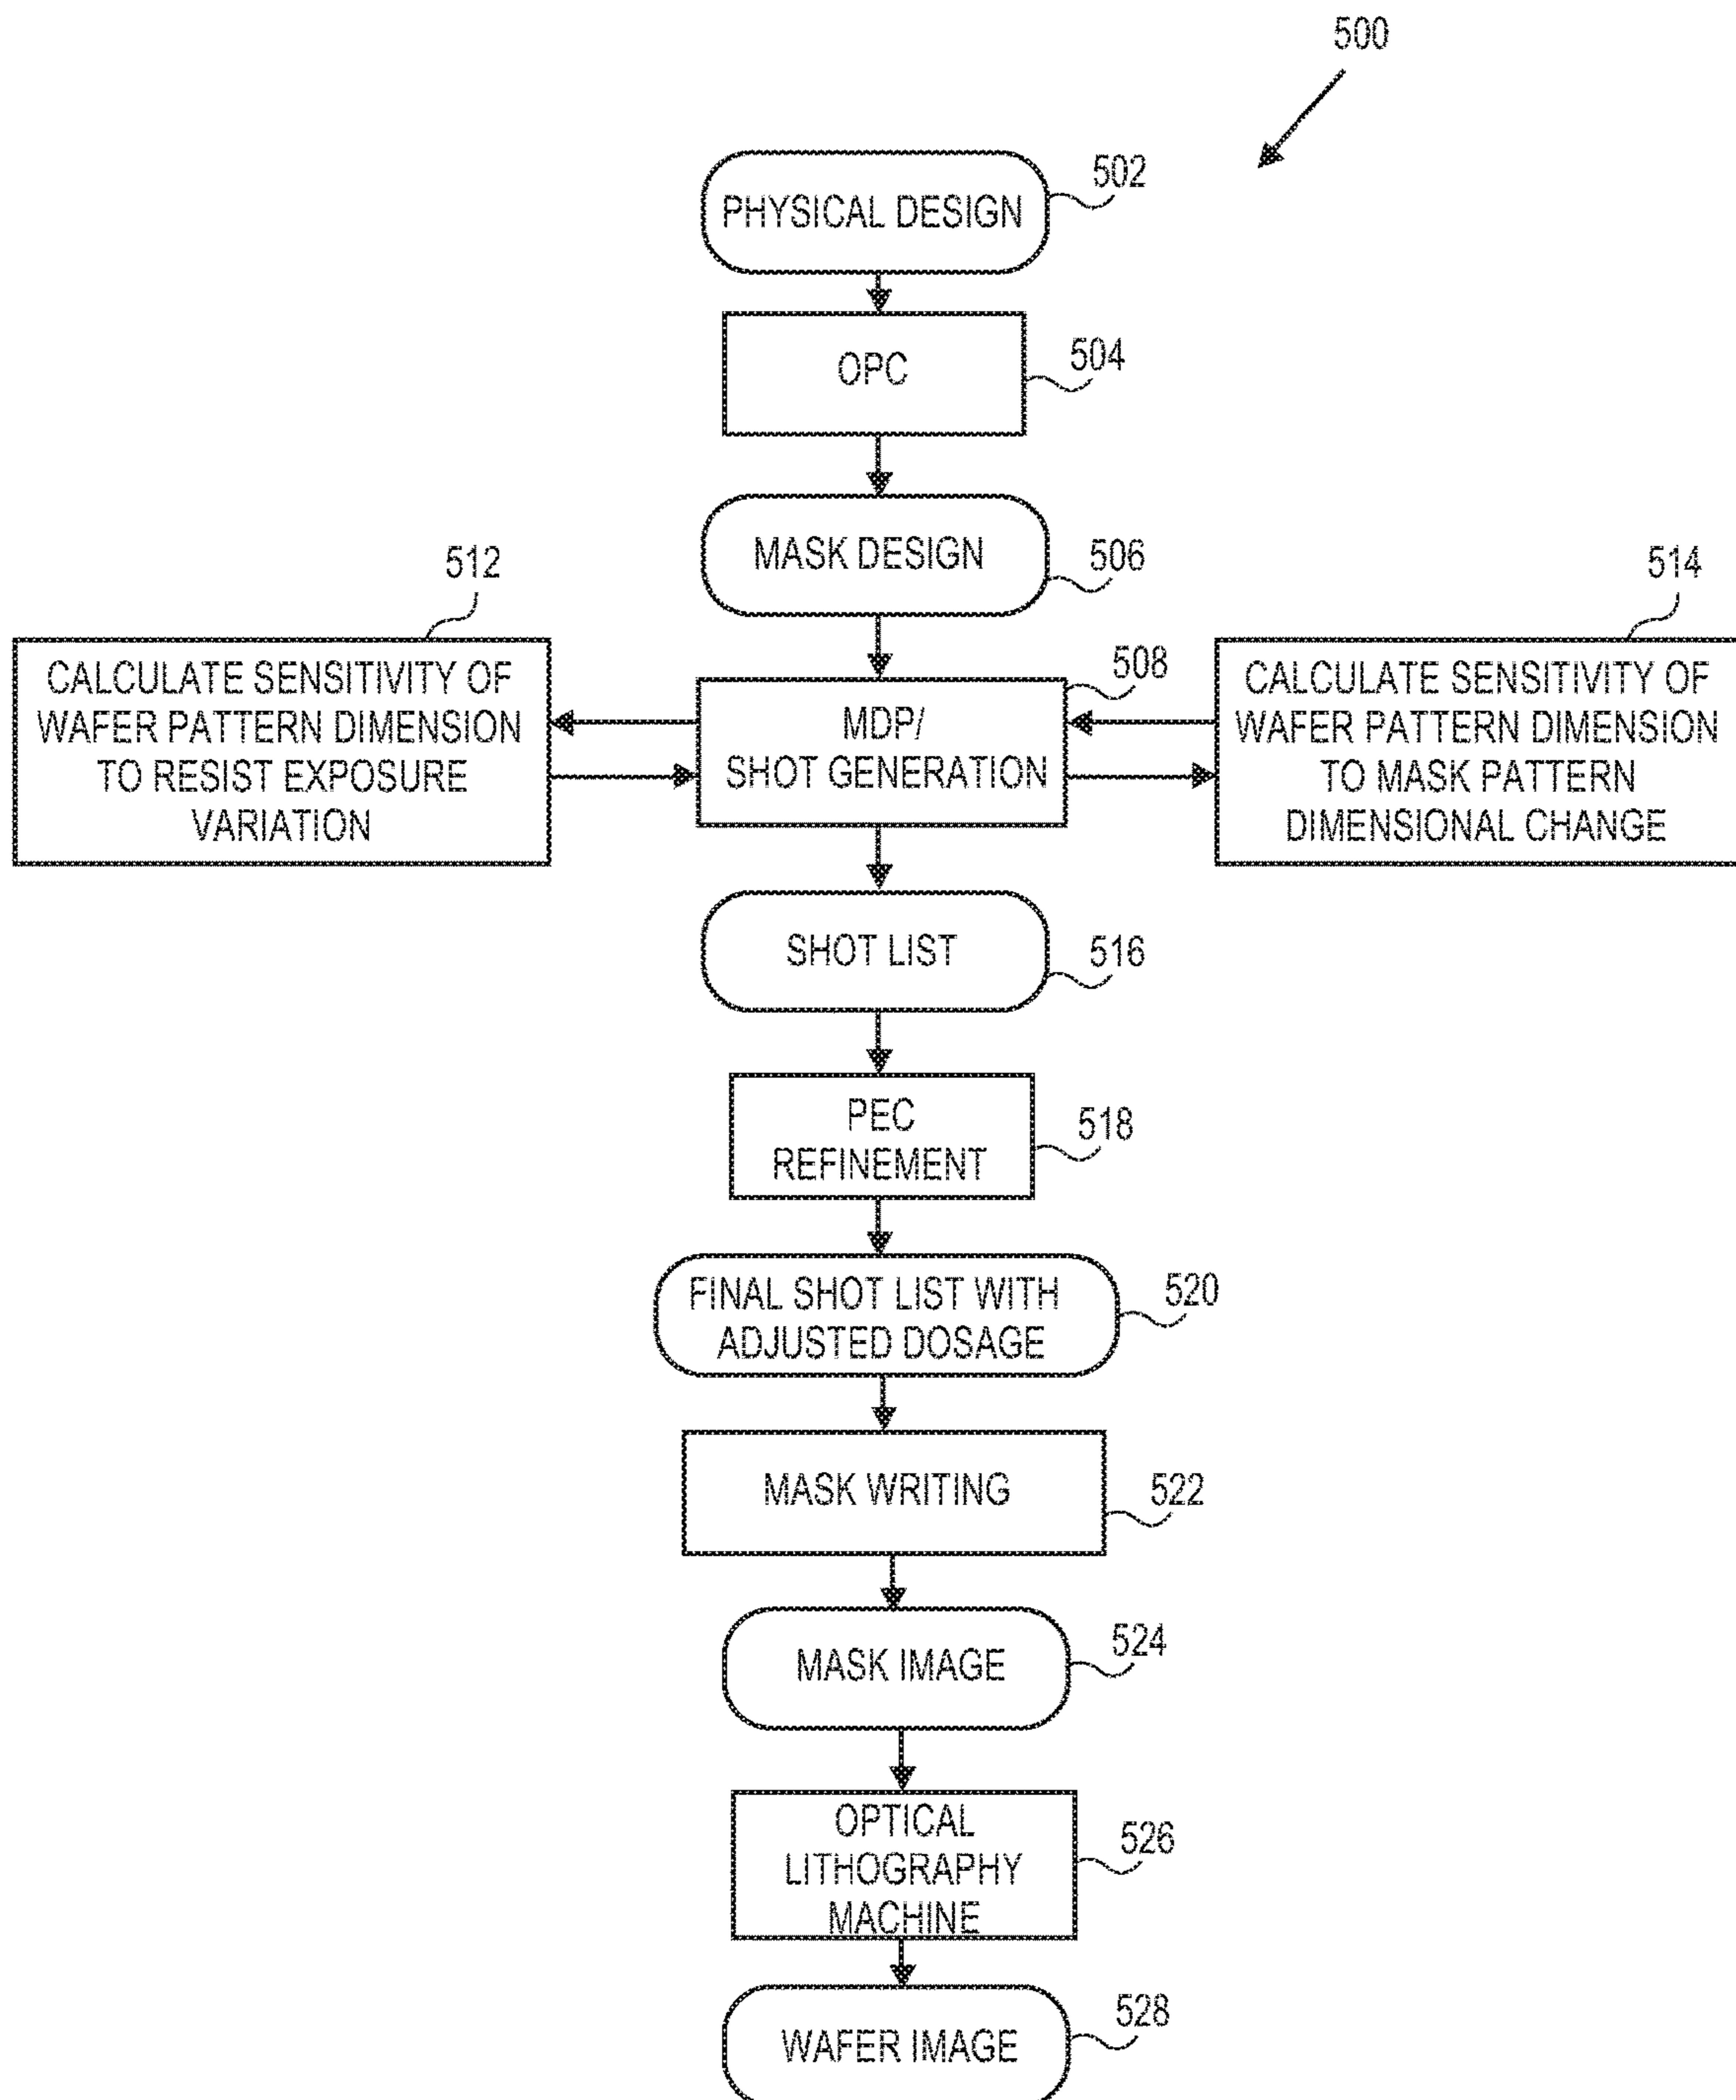 500
PHYSICAL DESIGN
502
OPC
504
MASK DESIGN
506
512
CALCULATE SENSITIVITY OF
WAFER PATTERN DIMENSION
TO RESIST EXPOSURE
VARIATION
MDP/
SHOT GENERATION
508
514
CALCULATE SENSITIVITY OF
WAFER PATTERN DIMENSION
TO MASK PATTERN
DIMENSIONAL CHANGE
SHOT LIST
516
PEC
REFINEMENT
518
FINAL SHOT LIST WITH
ADJUSTED DOSAGE
520
MASK WRITING
522
MASK IMAGE
524
OPTICAL
LITHOGRAPHY
MACHINE
526
WAFER IMAGE
528